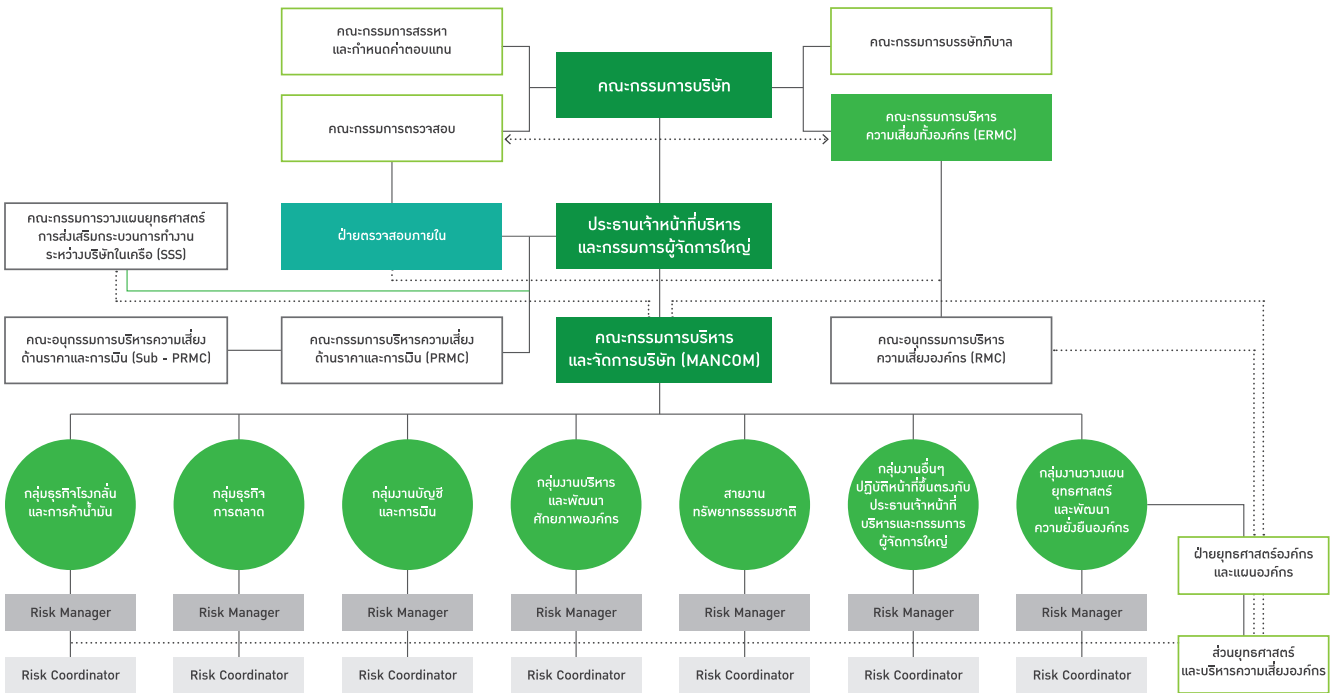 คณะกรรมการสรรหา
และกำหนดค่าตอบแทน
คณะกรรมการบริษัท
คณะกรรมการบรรษัทภิบาล
คณะกรรมการตรวจสอบ
คณะกรรมการบริหาร
ความเสี่ยงทั้งองค์กร (ERMC)
คณะกรรมการวางแผนยุทธศาสตร์
การส่งเสริมกระบวนการทำงาน
ระหว่างบริษัทในเครือ (SSS)
ฝ่ายตรวจสอบภายใน
ประธานเจ้าหน้าที่บริหาร
และกรรมการผู้จัดการใหญ่
คณะอนุกรรมการบริหารความเสี่ยง
ด้านราคาและการเงิน (Sub - PRMC)
คณะกรรมการบริหารความเสี่ยง
ด้านราคาและการเงิน (PRMC)
คณะกรรมการบริหาร
และจัดการบริษัท (MANCOM)
คณะอนุกรรมการบริหาร
ความเสี่ยงองค์กร (RMC)
กลุ่มธุรกิจโรงกลั่น
และการค้าน้ำมัน
กลุ่มธุรกิจ
การตลาด
กลุ่มงานบัญชี
และการเงิน
กลุ่มงานบริหาร
และพัฒนา
ศักยภาพองค์กร
สายงาน
ทรัพยากรธรรมชาติ
กลุ่มงานอื่นๆ
ปฏิบัติหน้าที่ขึ้นตรงกับ
ประธานเจ้าหน้าที่
บริหารและกรรมการ
ผู้จัดการใหญ่
กลุ่มงานวางแผน
ยุทธศาสตร์
และพัฒนา
ความยั่งยืนองค์กร
ฝ่ายยุทธศาสตร์องค์กร
และแผนองค์กร
Risk Manager
Risk Manager
Risk Manager
Risk Manager
Risk Manager
Risk Manager
Risk Manager
ส่วนยุทธศาสตร์
และบริหารความเสี่ยงองค์กร
Risk Coordinator
Risk Coordinator
Risk Coordinator
Risk Coordinator
Risk Coordinator
Risk Coordinator
Risk Coordinator